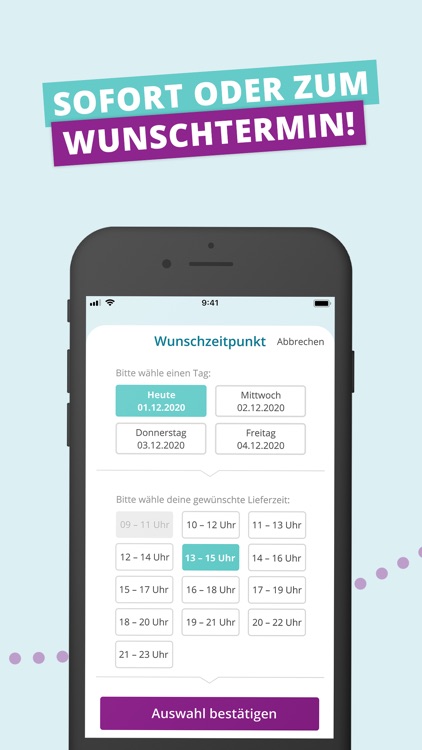 SOFORT ODER ZUM
WUNSCHTERMIN!
9:41
Wunschzeitpunkt Abbrechen
Bitte wähle einen Tag:
Heute
01.12.2020
Mittwoch
02.12.2020
Donnerstag
03.12.2020
Freitag
04.12.2020
Bitte wähle deine gewünschte Lieferzeit:
09 – 11 Uhr 10 – 12 Uhr 11 – 13 Uhr
12 – 14 Uhr 13 – 15 Uhr 14 – 16 Uhr
15 – 17 Uhr 16 – 18 Uhr 17 – 19 Uhr
18 – 20 Uhr 19 – 21 Uhr 20 – 22 Uhr
21 – 23 Uhr
Auswahl bestätigen